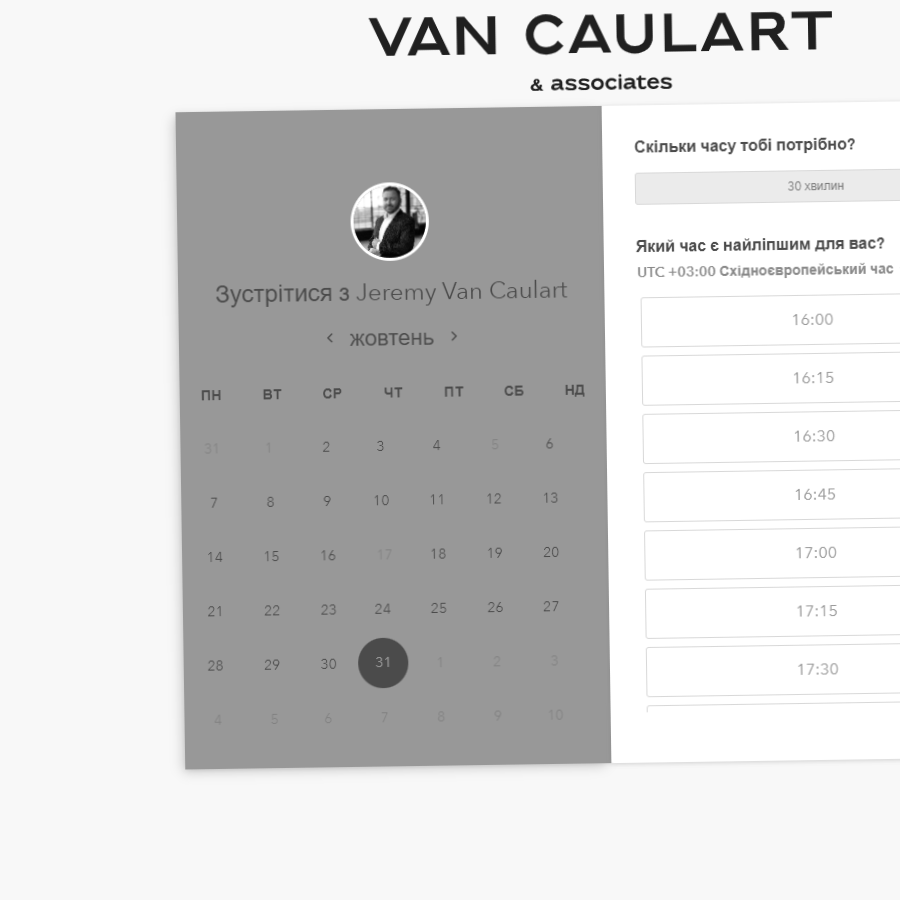 VAN CAULART
& associates
Зустрітися з Jeremy Van Caulart
‹ жовтень ›
ПН ВТ СР ЧТ ПТ СБ НД
31 1 2 3 4 5 6
7 8 9 10 11 12 13
14 15 16 17 18 19 20
21 22 23 24 25 26 27
28 29 30 31 1 2 3
4 5 6 7 8 9 10
Скільки часу тобі потрібно?
30 хвилин
Який час є найліпшим для вас?
UTC +03:00 Східноєвропейський час
16:00
16:15
16:30
16:45
17:00
17:15
17:30